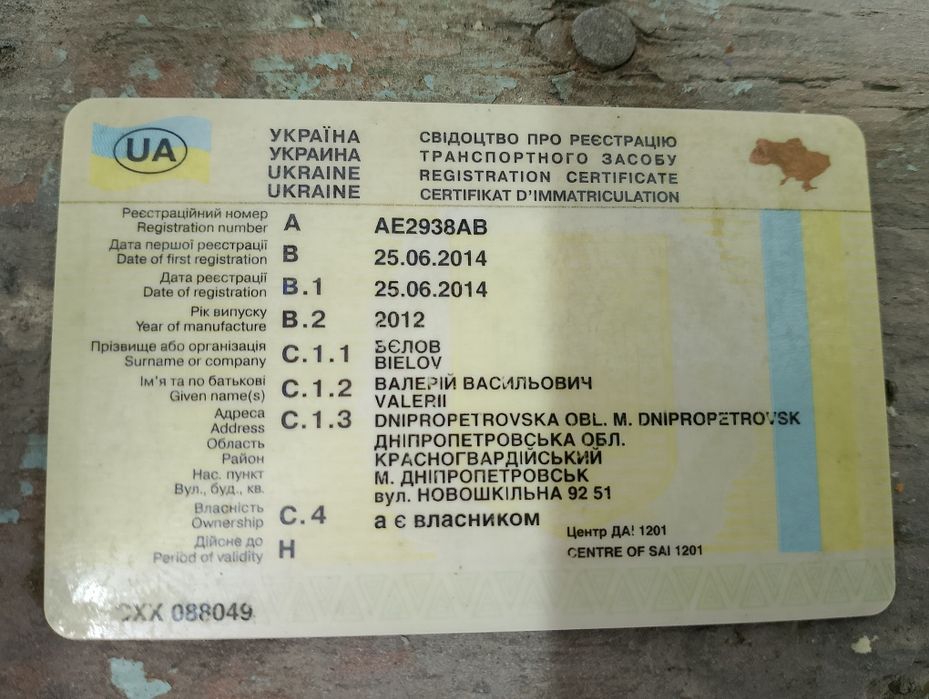 UA
УКРАЇНА
УКРАИНА
UKRAINE
UKRAINE
СВІДОЦТВО ПРО РЕЄСТРАЦІЮ
ТРАНСПОРТНОГО ЗАСОБУ
REGISTRATION CERTIFICATE
CERTIFIKAT D'IMMATRICULATION
Реєстраційний номер
Registration number A AE2938AB
Дата першої реєстрації
Date of first registration B 25.06.2014
Дата реєстрації
Date of registration B.1 25.06.2014
Рік випуску
Year of manufacture B.2 2012
Прізвище або організація
Surname or company C.1.1 БЄЛОВ
BIELOV
Ім'я та по батькові
Given name(s) C.1.2 ВАЛЕРІЙ ВАСИЛЬОВИЧ
VALERII
Адреса
Address C.1.3 DNIPROPETROVSKA OBL. M. DNIPROPETROVSK
Область ДНІПРОПЕТРОВСЬКА ОБЛ.
Район КРАСНОГВАРДІЙСЬКИЙ
Нас. пункт М. ДНІПРОПЕТРОВСЬК
Вул., буд., кв. вул. НОВОШКІЛЬНА 92 51
Власність
Ownership C.4 а є власником
Дійсне до
Period of validity H
Центр ДАІ 1201
CENTRE OF SAI 1201
СХХ 088049